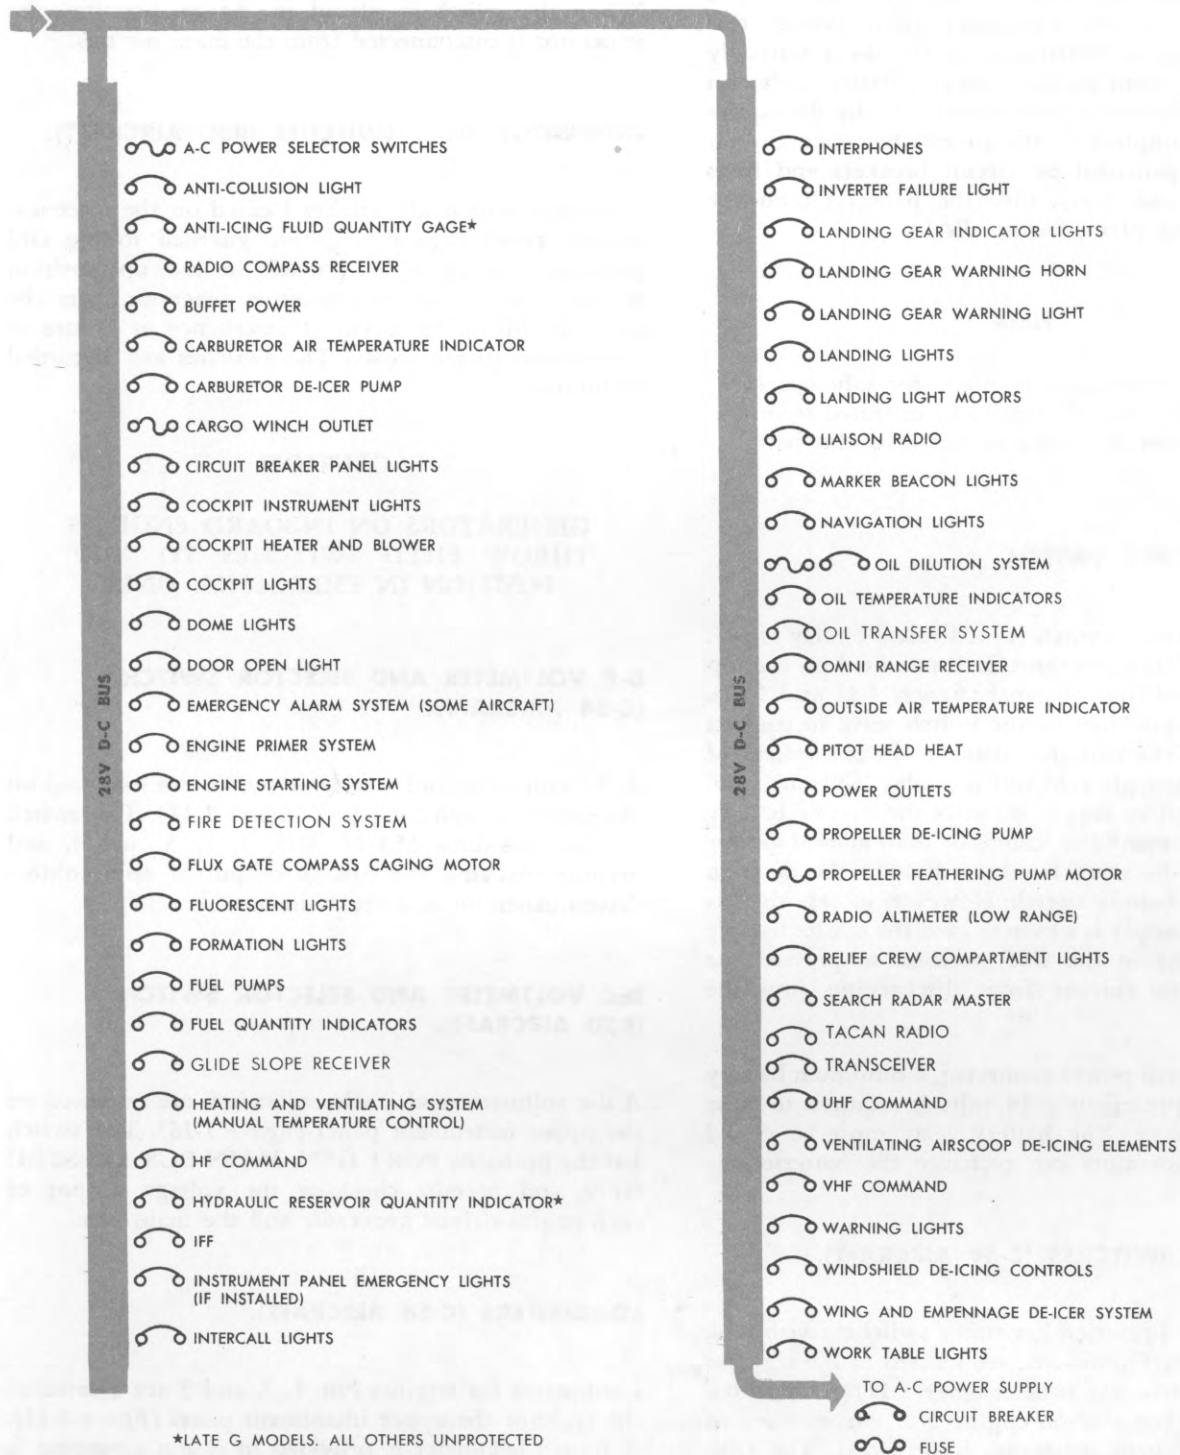 28V D-C BUS
A-C POWER SELECTOR SWITCHES
ANTI-COLLISION LIGHT
ANTI-ICING FLUID QUANTITY GAGE*
RADIO COMPASS RECEIVER
BUFFET POWER
CARBURETOR AIR TEMPERATURE INDICATOR
CARBURETOR DE-ICER PUMP
CARGO WINCH OUTLET
CIRCUIT BREAKER PANEL LIGHTS
COCKPIT INSTRUMENT LIGHTS
COCKPIT HEATER AND BLOWER
COCKPIT LIGHTS
DOME LIGHTS
DOOR OPEN LIGHT
EMERGENCY ALARM SYSTEM (SOME AIRCRAFT)
ENGINE PRIMER SYSTEM
ENGINE STARTING SYSTEM
FIRE DETECTION SYSTEM
FLUX GATE COMPASS CAGING MOTOR
FLUORESCENT LIGHTS
FORMATION LIGHTS
FUEL PUMPS
FUEL QUANTITY INDICATORS
GLIDE SLOPE RECEIVER
HEATING AND VENTILATING SYSTEM
(MANUAL TEMPERATURE CONTROL)
HF COMMAND
HYDRAULIC RESERVOIR QUANTITY INDICATOR*
IFF
INSTRUMENT PANEL EMERGENCY LIGHTS
(IF INSTALLED)
INTERCALL LIGHTS
*LATE G MODELS. ALL OTHERS UNPROTECTED
28V D-C BUS
INTERPHONES
INVERTER FAILURE LIGHT
LANDING GEAR INDICATOR LIGHTS
LANDING GEAR WARNING HORN
LANDING GEAR WARNING LIGHT
LANDING LIGHTS
LANDING LIGHT MOTORS
LIAISON RADIO
MARKER BEACON LIGHTS
NAVIGATION LIGHTS
OIL DILUTION SYSTEM
OIL TEMPERATURE INDICATORS
OIL TRANSFER SYSTEM
OMNI RANGE RECEIVER
OUTSIDE AIR TEMPERATURE INDICATOR
PITOT HEAD HEAT
POWER OUTLETS
PROPELLER DE-ICING PUMP
PROPELLER FEATHERING PUMP MOTOR
RADIO ALTIMETER (LOW RANGE)
RELIEF CREW COMPARTMENT LIGHTS
SEARCH RADAR MASTER
TACAN RADIO
TRANSCEIVER
UHF COMMAND
VENTILATING AIRSCOOP DE-ICING ELEMENTS
VHF COMMAND
WARNING LIGHTS
WINDSHIELD DE-ICING CONTROLS
WING AND EMPENNAGE DE-ICER SYSTEM
WORK TABLE LIGHTS
TO A-C POWER SUPPLY
CIRCUIT BREAKER
FUSE